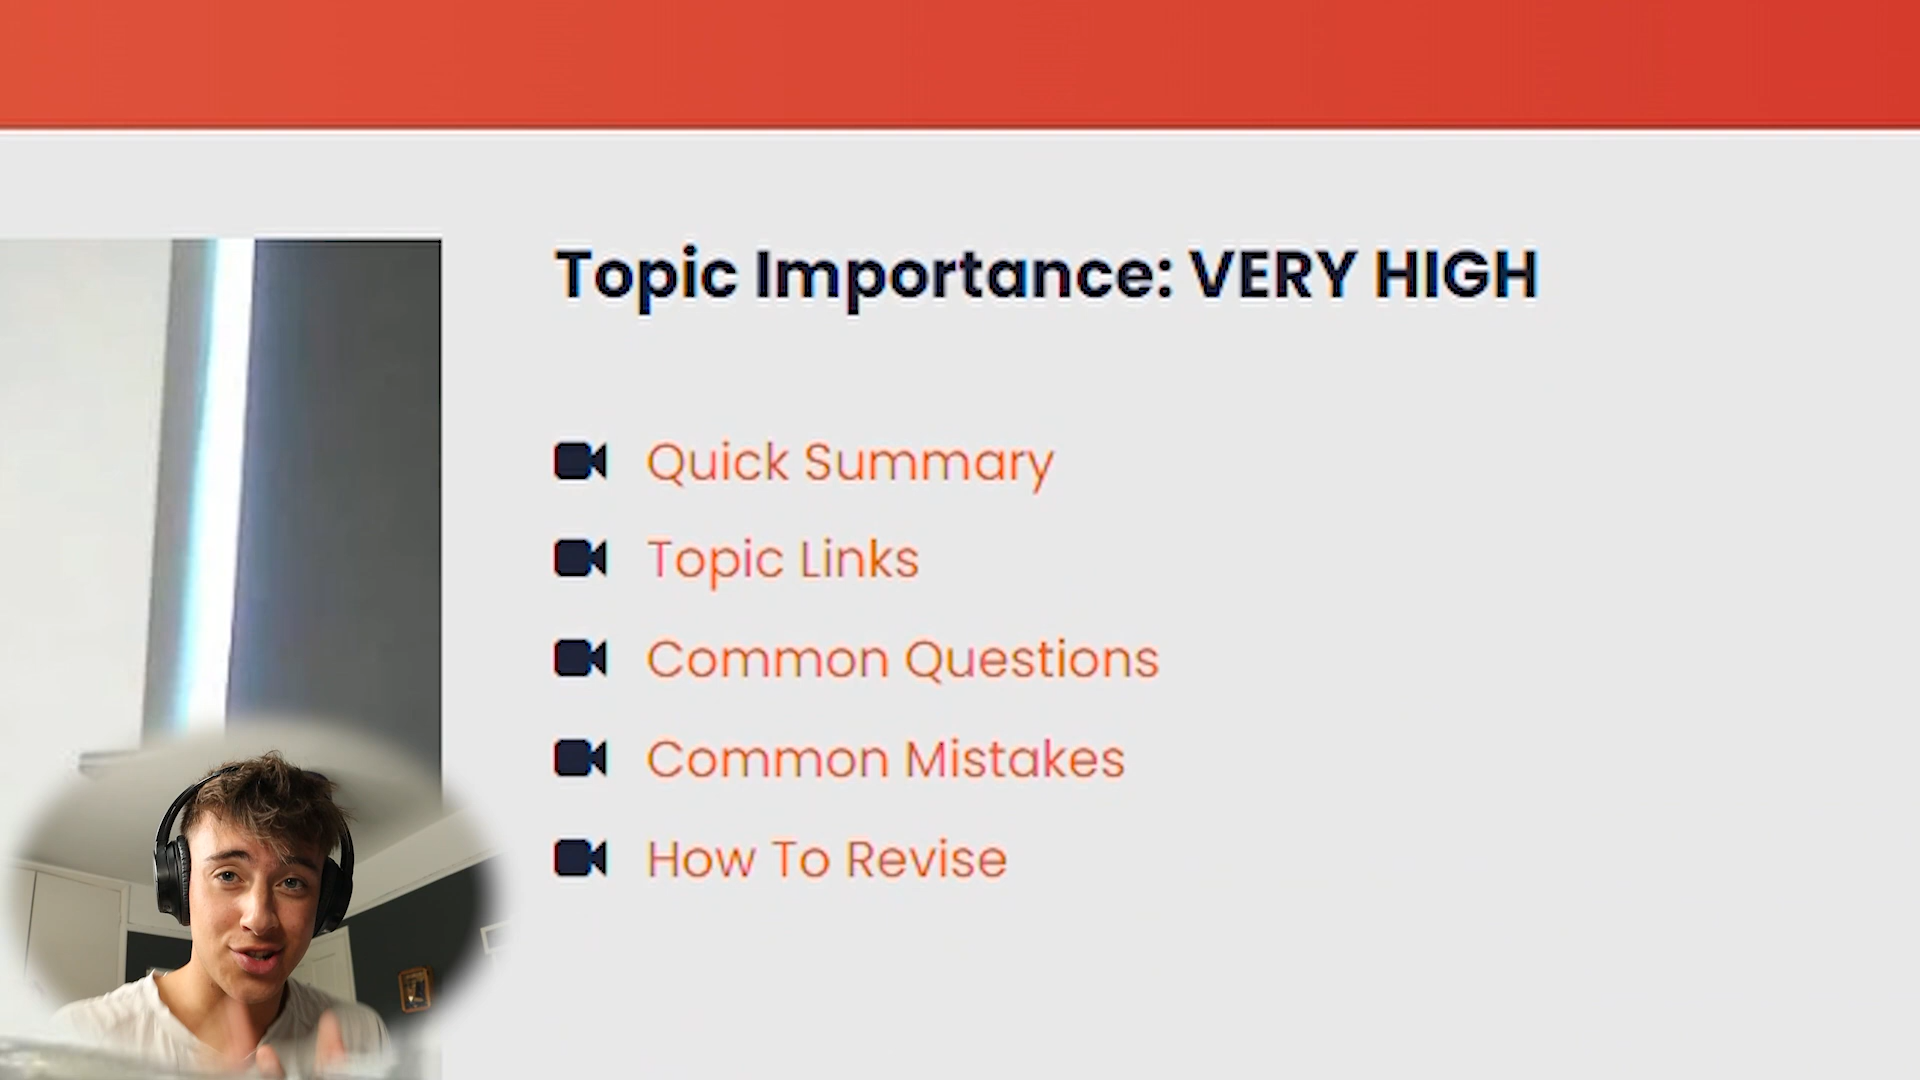 Topic Importance: VERY HIGH
Quick Summary
Topic Links
Common Questions
Common Mistakes
How To Revise